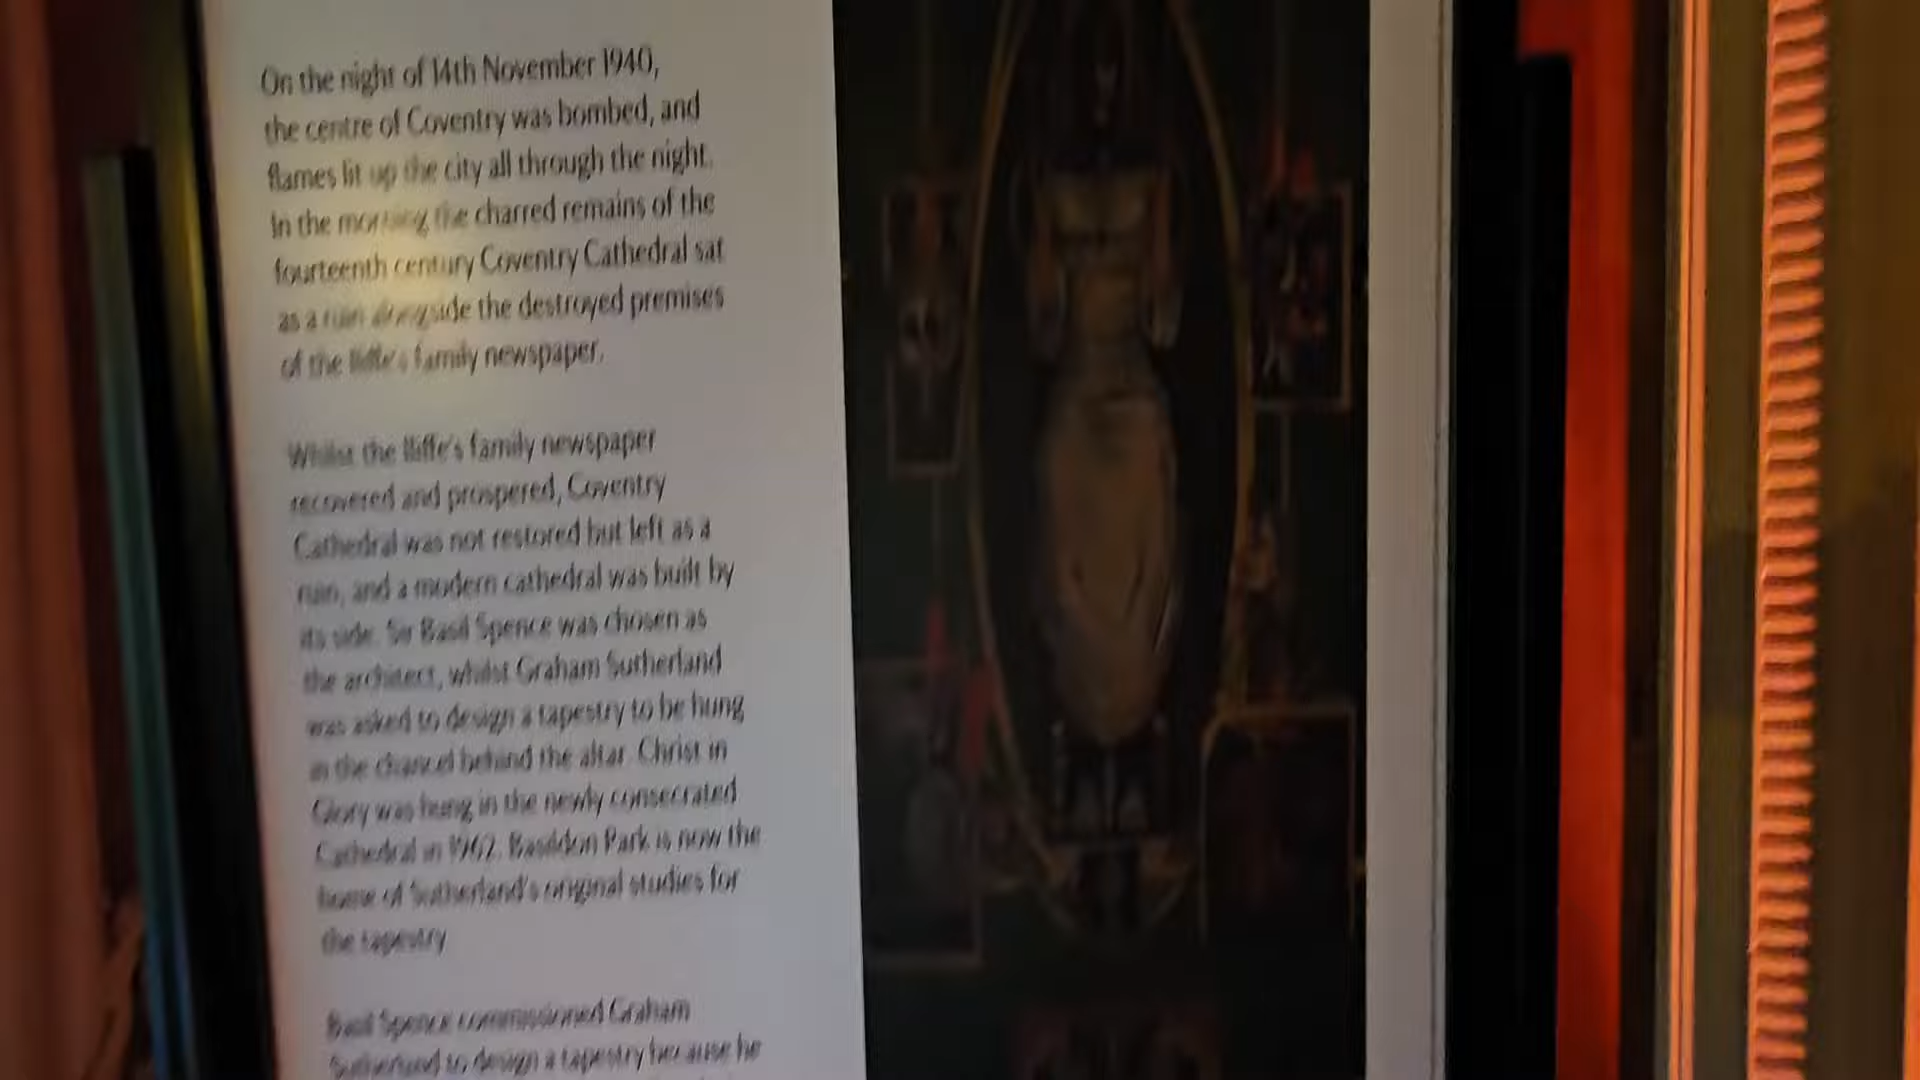 On the night of 14th November 1940,
the centre of Coventry was bombed, and
flames lit up the city all through the night.
In the morning the charred remains of the
fourteenth century Coventry Cathedral sat
as a ruin alongside the destroyed premises
of the Iliffe's family newspaper.
Whilst the Iliffe's family newspaper
recovered and prospered, Coventry
Cathedral was not restored but left as a
ruin, and a modern cathedral was built by
its side. Sir Basil Spence was chosen as
the architect, whilst Graham Sutherland
was asked to design a tapestry to be hung
in the chancel behind the altar. Christ in
Glory was hung in the newly consecrated
Cathedral in 1962. Basildon Park is now the
home of Sutherland's original studies for
the tapestry
Basil Spence commissioned Graham
Sutherland to design a tapestry because he